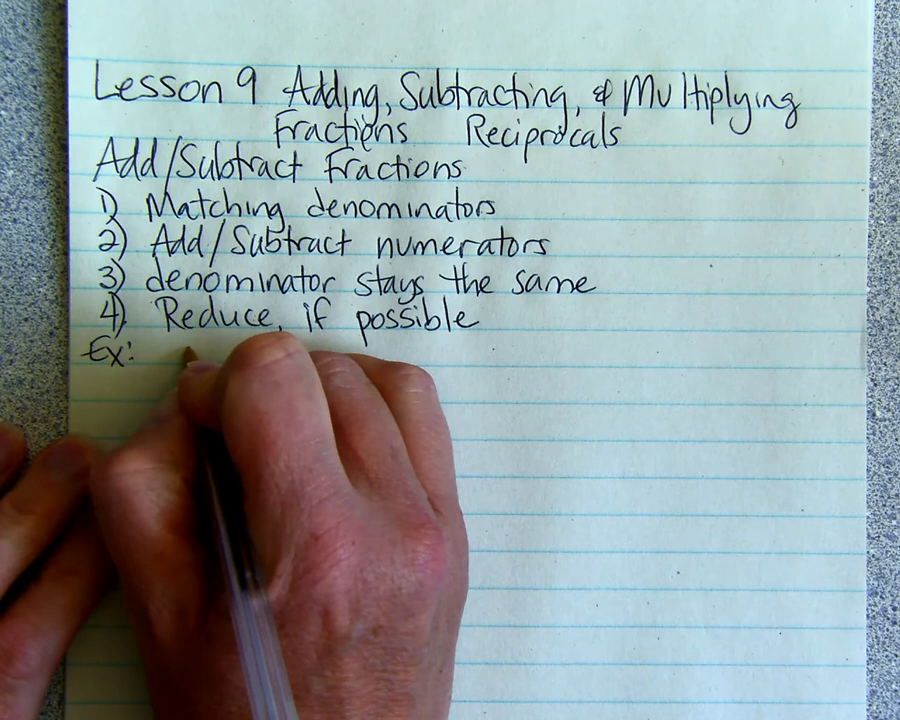 Lesson 9 Adding, Subtracting, & Multiplying
Fractions Reciprocals
Add/Subtract Fractions
1) Matching denominators
2) Add/Subtract numerators
3) denominator stays the same
4) Reduce, if possible
Ex: